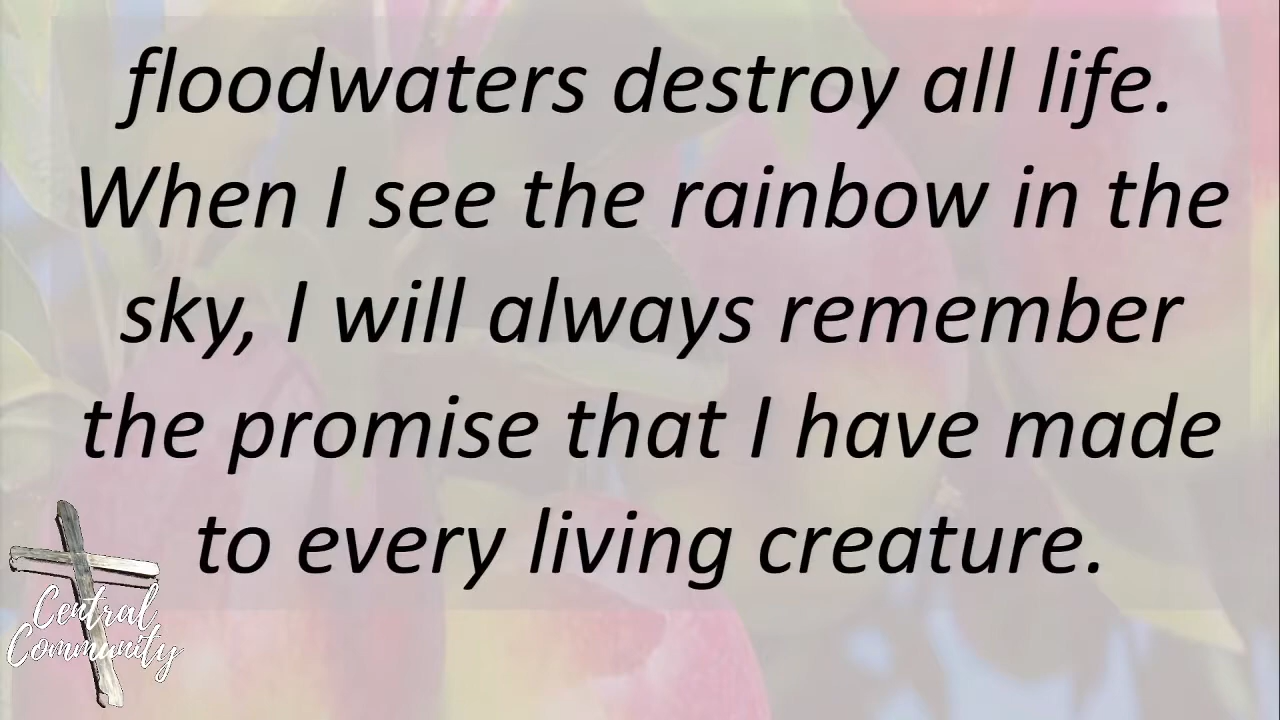 floodwaters destroy all life.
When I see the rainbow in the
sky, I will always remember
the promise that I have made
to every living creature.
Central
Community